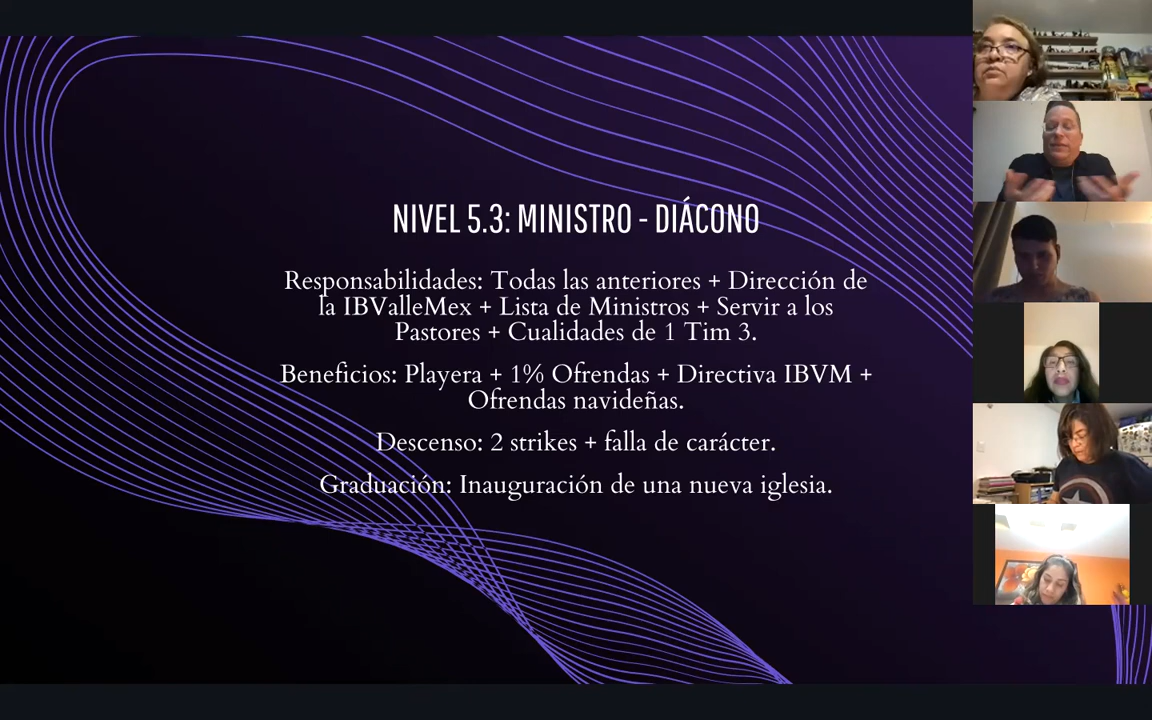 NIVEL 5.3: MINISTRO - DIÁCONO
Responsabilidades: Todas las anteriores + Dirección de
la IBValleMex + Lista de Ministros + Servir a los
Pastores + Cualidades de 1 Tim 3.
Beneficios: Playera + 1% Ofrendas + Directiva IBVM +
Ofrendas navideñas.
Descenso: 2 strikes + falla de carácter.
Graduación: Inauguración de una nueva iglesia.